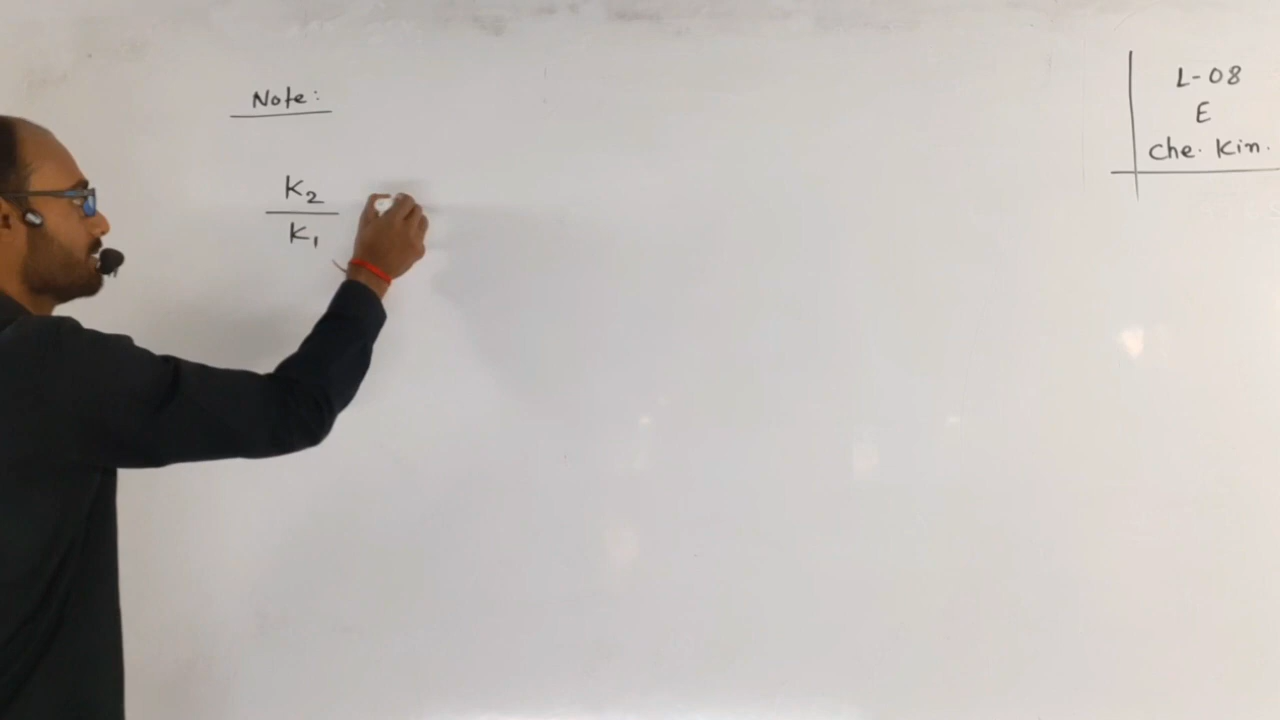 Note:
K2
K1
L-08
E
Che. Kin.